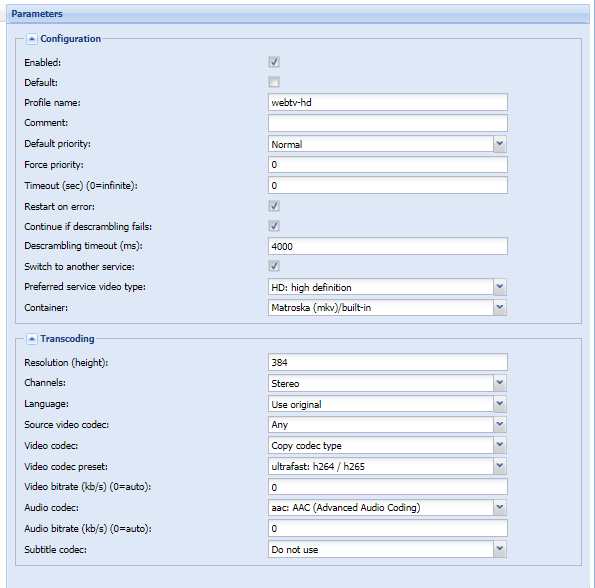 Parameters
Configuration
Enabled:
Default:
Profile name: webtv-hd
Comment:
Default priority: Normal
Force priority: 0
Timeout (sec) (0=infinite): 0
Restart on error:
Continue if descrambling fails:
Descrambling timeout (ms): 4000
Switch to another service:
Preferred service video type: HD: high definition
Container: Matroska (mkv)/built-in
Transcoding
Resolution (height): 384
Channels: Stereo
Language: Use original
Source video codec: Any
Video codec: Copy codec type
Video codec preset: ultrafast: h264 / h265
Video bitrate (kb/s) (0=auto): 0
Audio codec: aac: AAC (Advanced Audio Coding)
Audio bitrate (kb/s) (0=auto): 0
Subtitle codec: Do not use